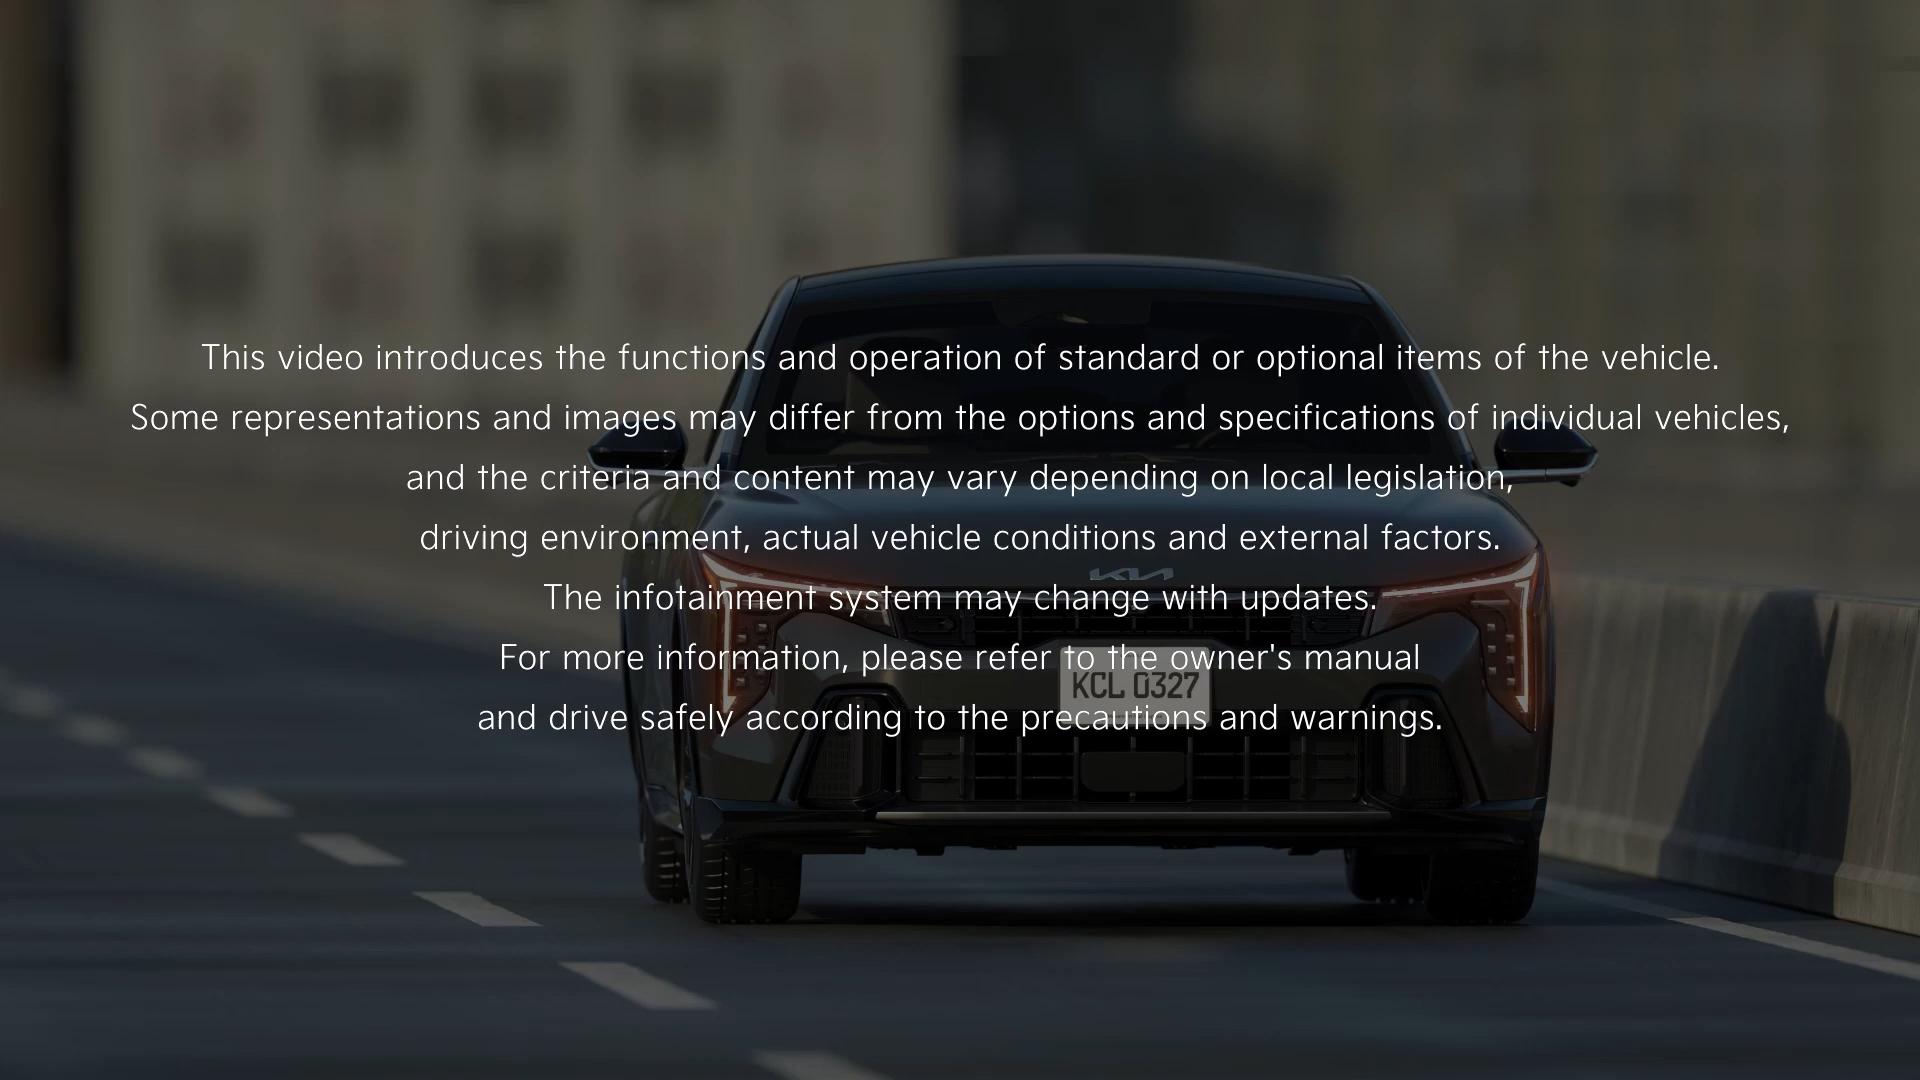 This video introduces the functions and operation of standard or optional items of the vehicle.
Some representations and images may differ from the options and specifications of individual vehicles,
and the criteria and content may vary depending on local legislation,
driving environment, actual vehicle conditions and external factors.
KIA
The infotainment system may change with updates.
For more information, please refer to the owner's manual
KCL 0327
and drive safely according to the precautions and warnings.